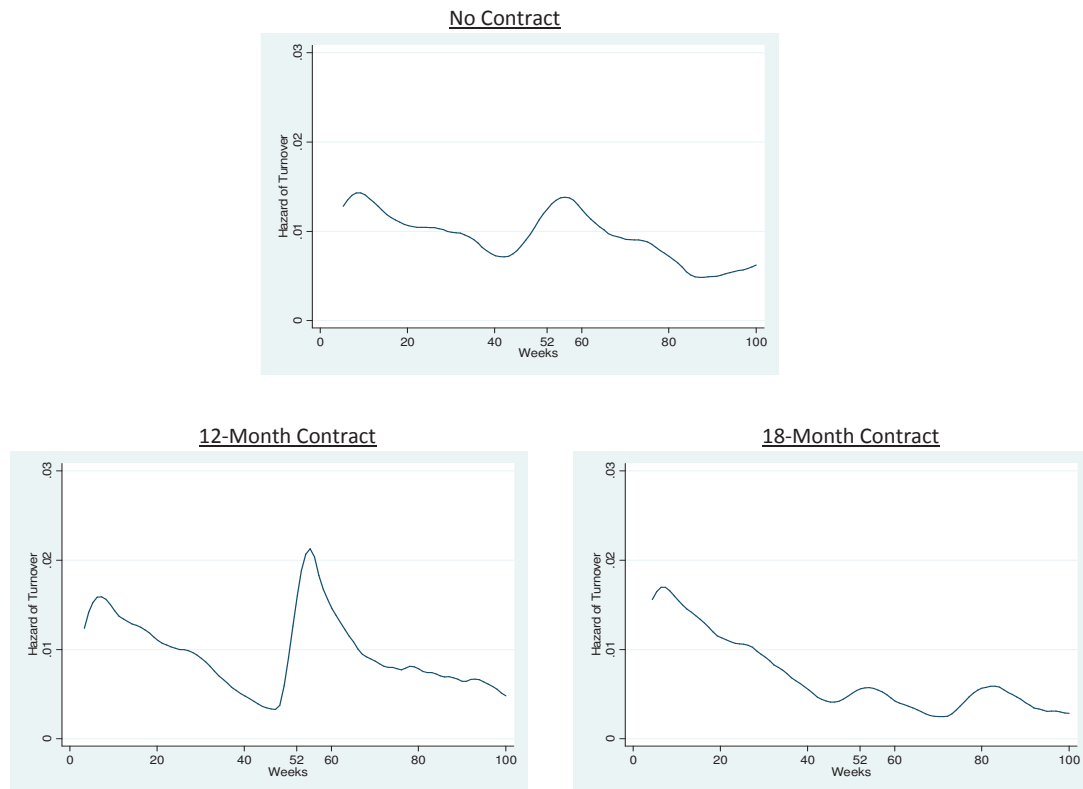 No Contract
.03
.02
.01
0
Hazard of Turnover
0 20 40 52 60 80 100
Weeks
12-Month Contract
.03
.02
.01
0
Hazard of Turnover
0 20 40 52 60 80 100
Weeks
18-Month Contract
.03
.02
.01
0
Hazard of Turnover
0 20 40 52 60 80 100
Weeks